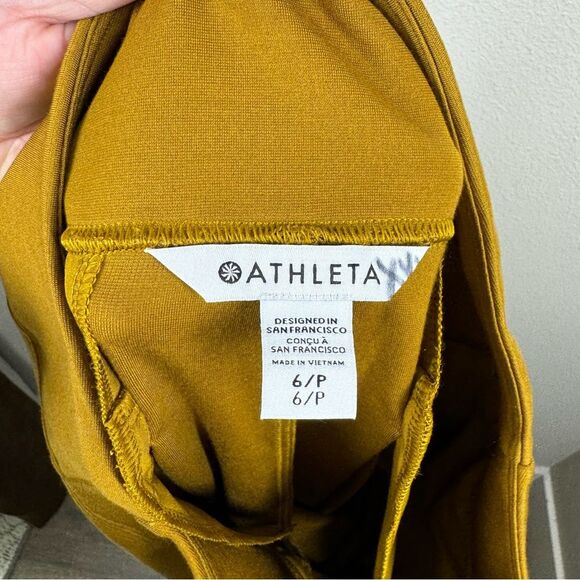 ATHLETA
DESIGNED IN
SAN FRANCISCO
CONÇU À
SAN FRANCISCO
MADE IN VIETNAM
6/P
6/P